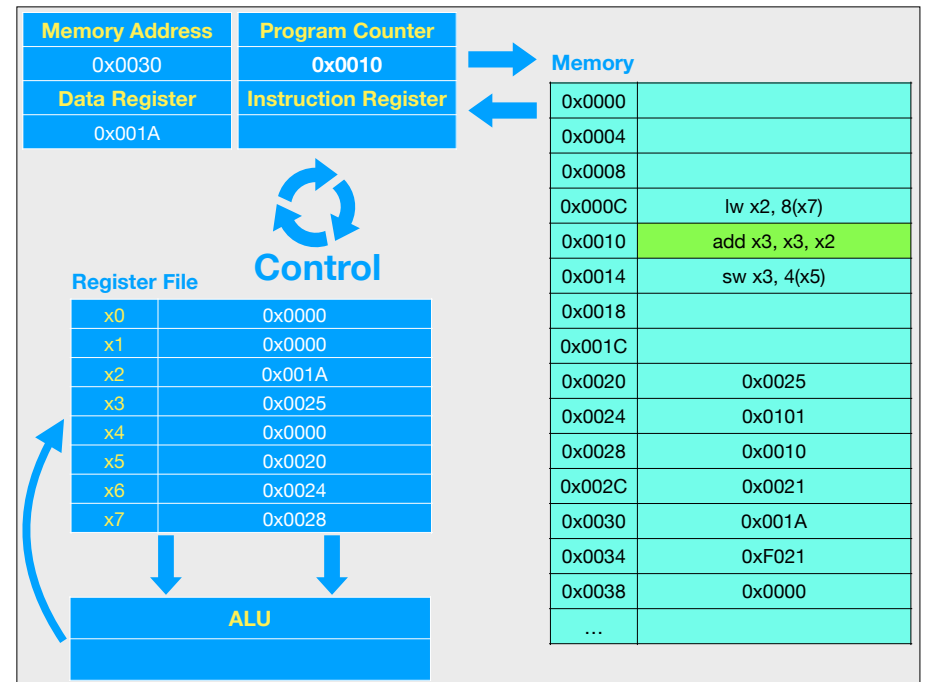 Memory Address Program Counter
0x0030 0x0010
Data Register Instruction Register
0x001A
Memory
0x0000
0x0004
0x0008
0x000C lw x2, 8(x7)
0x0010 add x3, x3, x2
0x0014 sw x3, 4(x5)
0x0018
0x001C
0x0020 0x0025
0x0024 0x0101
0x0028 0x0010
0x002C 0x0021
0x0030 0x001A
0x0034 0xF021
0x0038 0x0000
…
Control
Register File
x0 0x0000
x1 0x0000
x2 0x001A
x3 0x0025
x4 0x0000
x5 0x0020
x6 0x0024
x7 0x0028
ALU